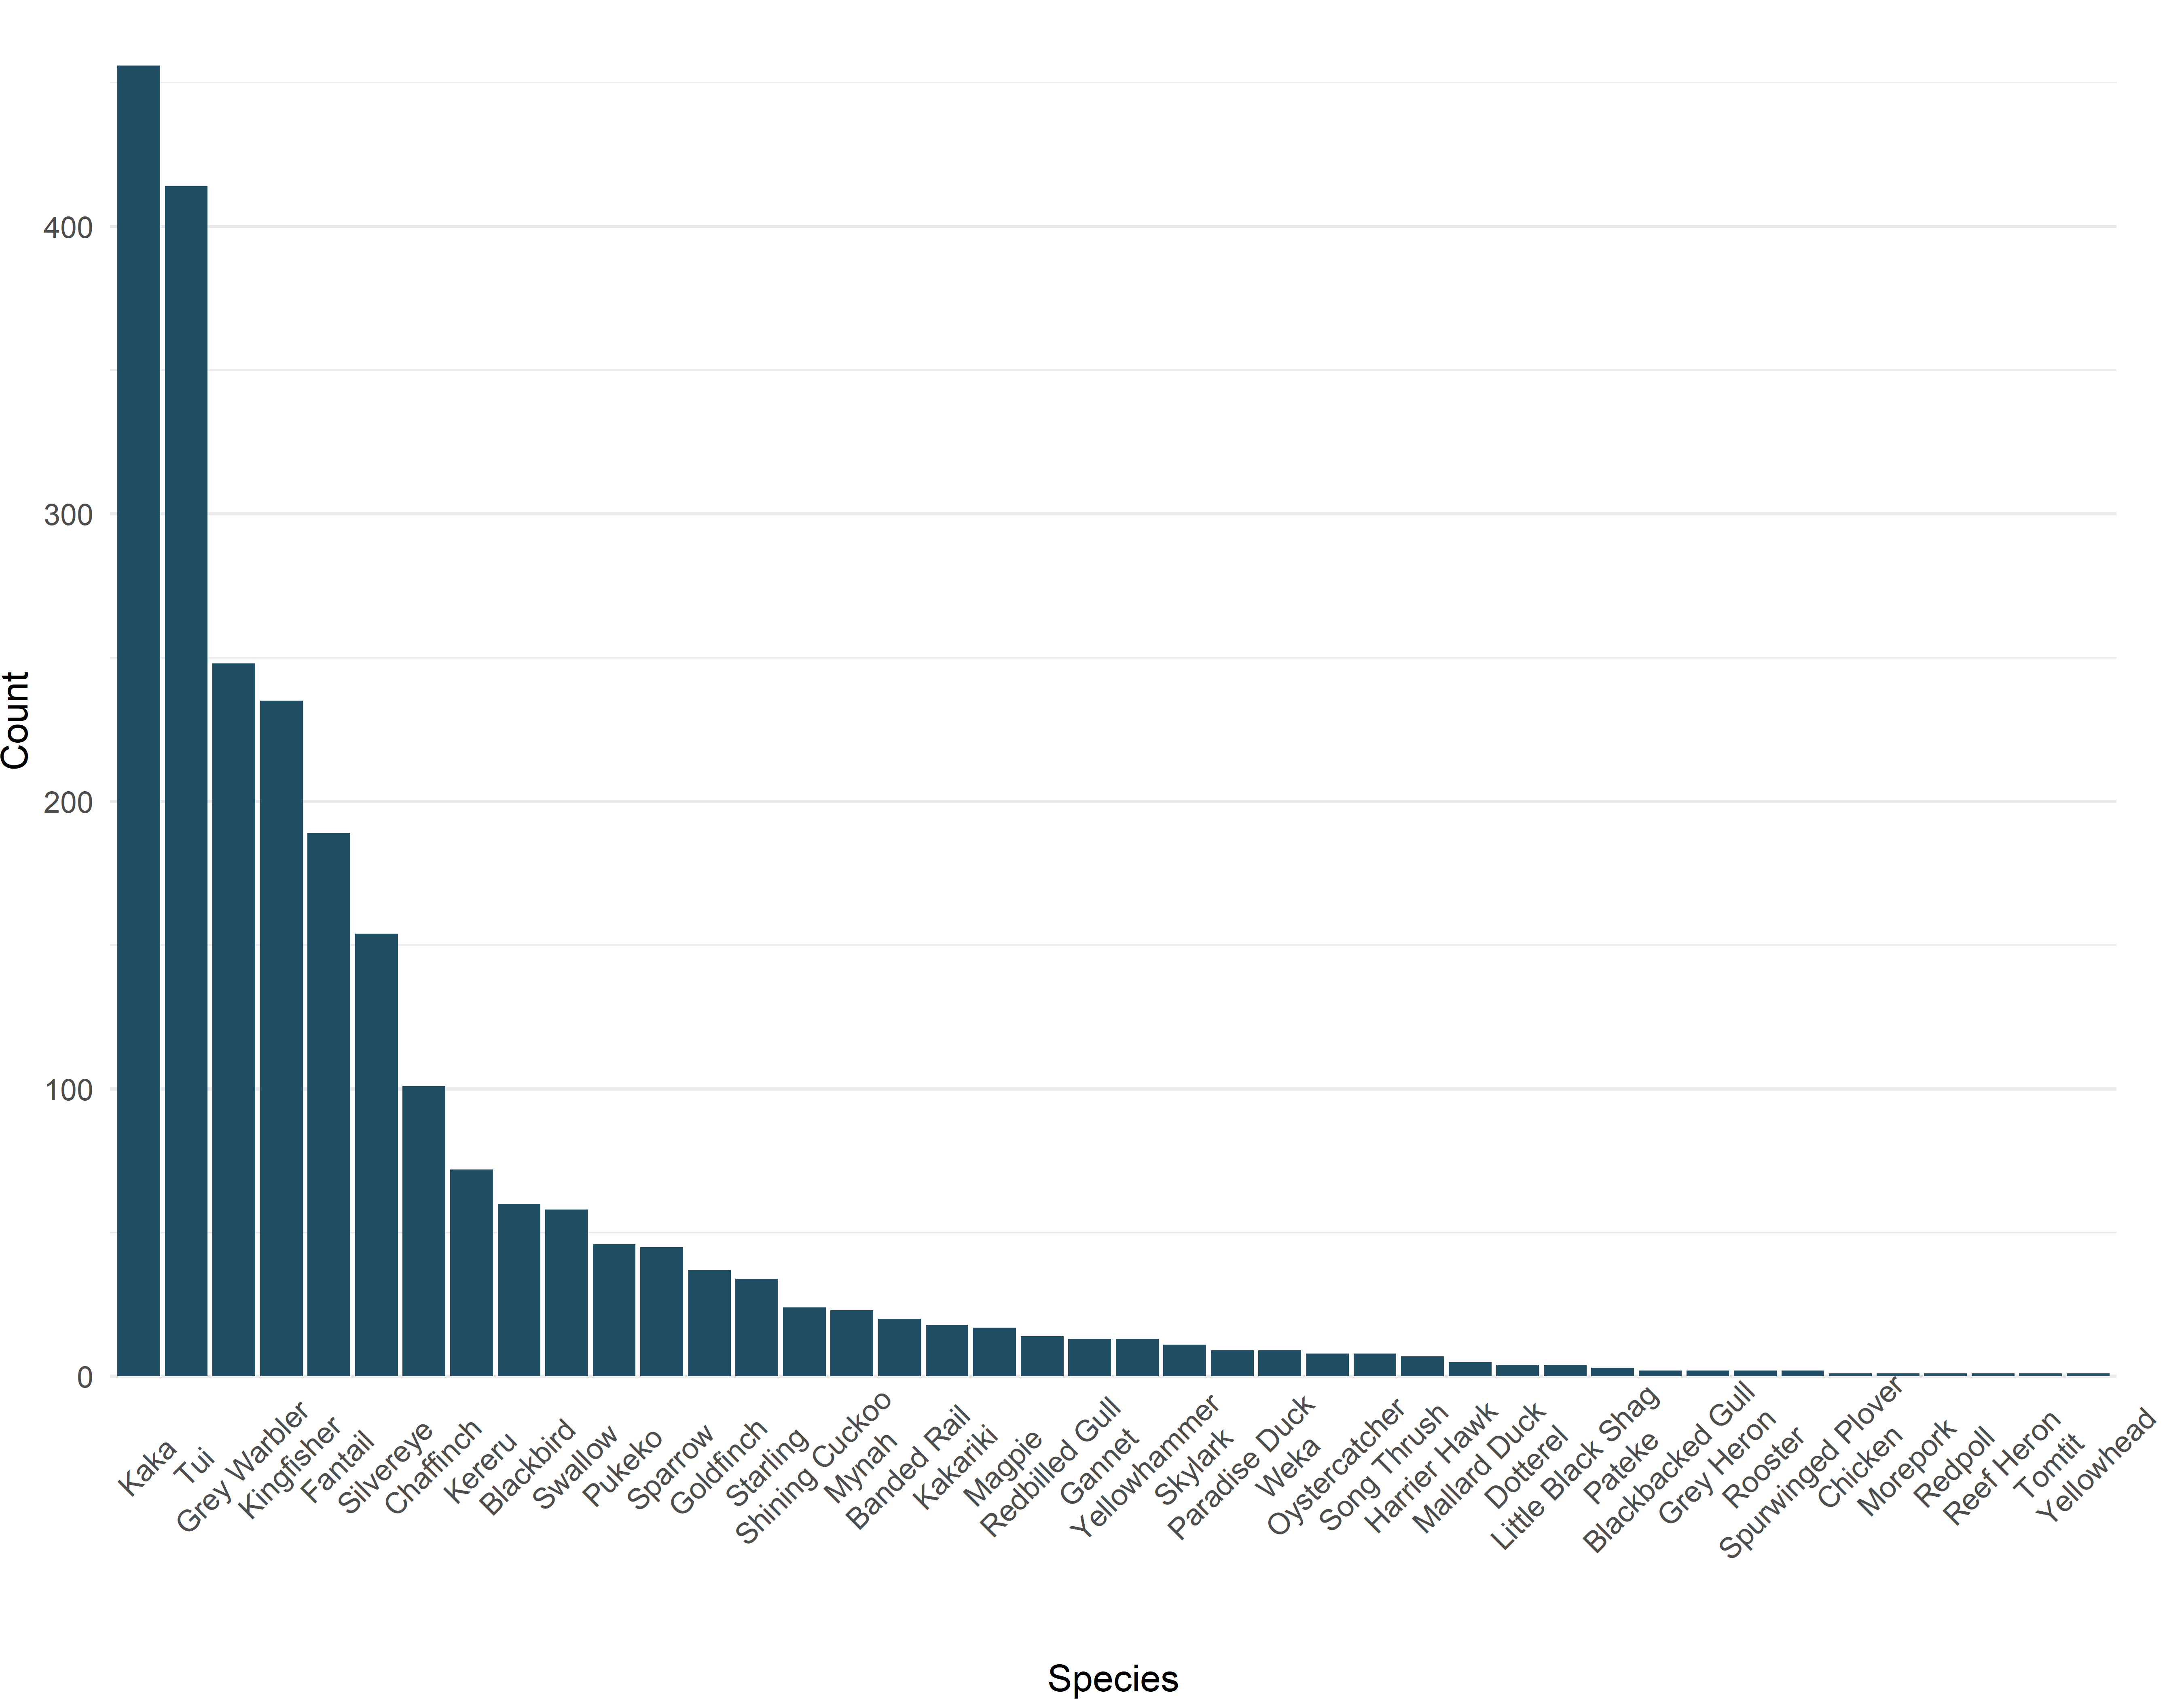 Count
400
300
200
100
0
Kaka
Tui
Grey Warbler
Kingfisher
Fantail
Silvereye
Chaffinch
Kereru
Blackbird
Swallow
Pukeko
Sparrow
Goldfinch
Starling
Shining Cuckoo
Mynah
Banded Rail
Kakariki
Magpie
Redbilled Gull
Gannet
Yellowhammer
Skylark
Paradise Duck
Weka
Oystercatcher
Song Thrush
Harrier Hawk
Mallard Duck
Dotterel
Little Black Shag
Pateke
Blackbacked Gull
Grey Heron
Rooster
Spurwinged Plover
Chicken
Morepork
Redpoll
Reef Heron
Tomtit
Yellowhead
Species